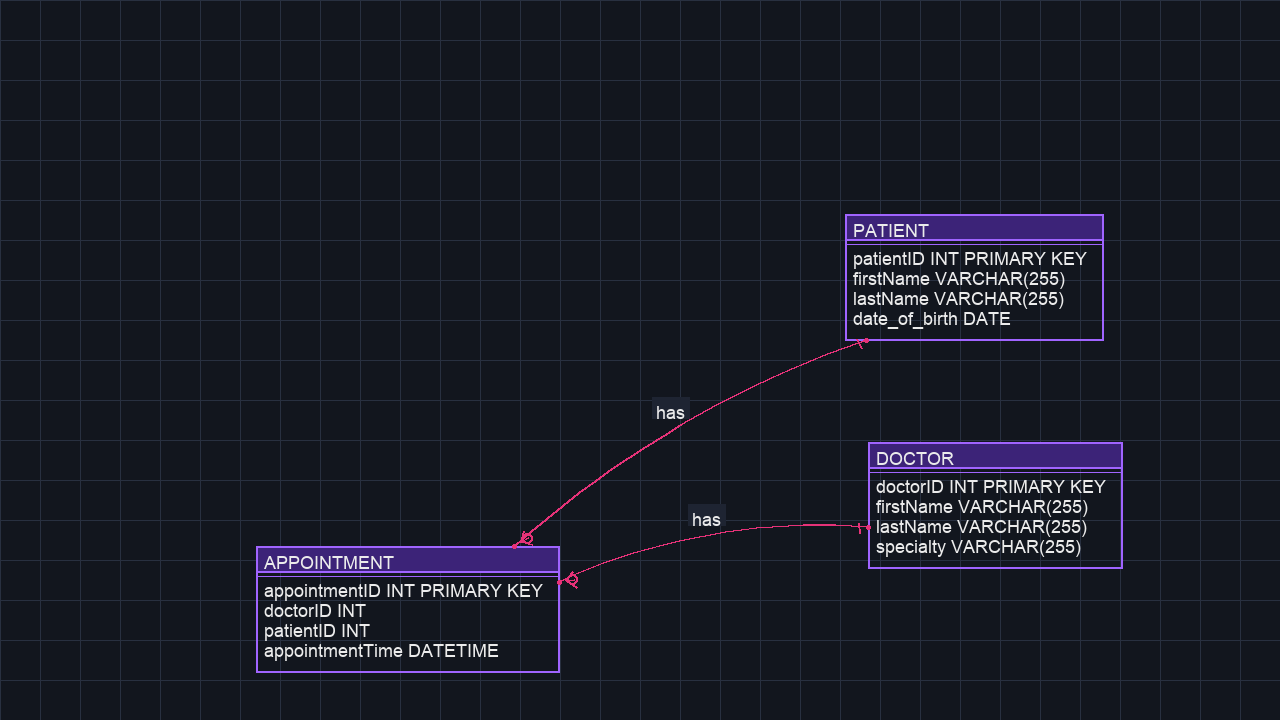 PATIENT
patientID INT PRIMARY KEY
firstName VARCHAR(255)
lastName VARCHAR(255)
date_of_birth DATE
has
DOCTOR
doctorID INT PRIMARY KEY
firstName VARCHAR(255)
lastName VARCHAR(255)
specialty VARCHAR(255)
has
APPOINTMENT
appointmentID INT PRIMARY KEY
doctorID INT
patientID INT
appointmentTime DATETIME